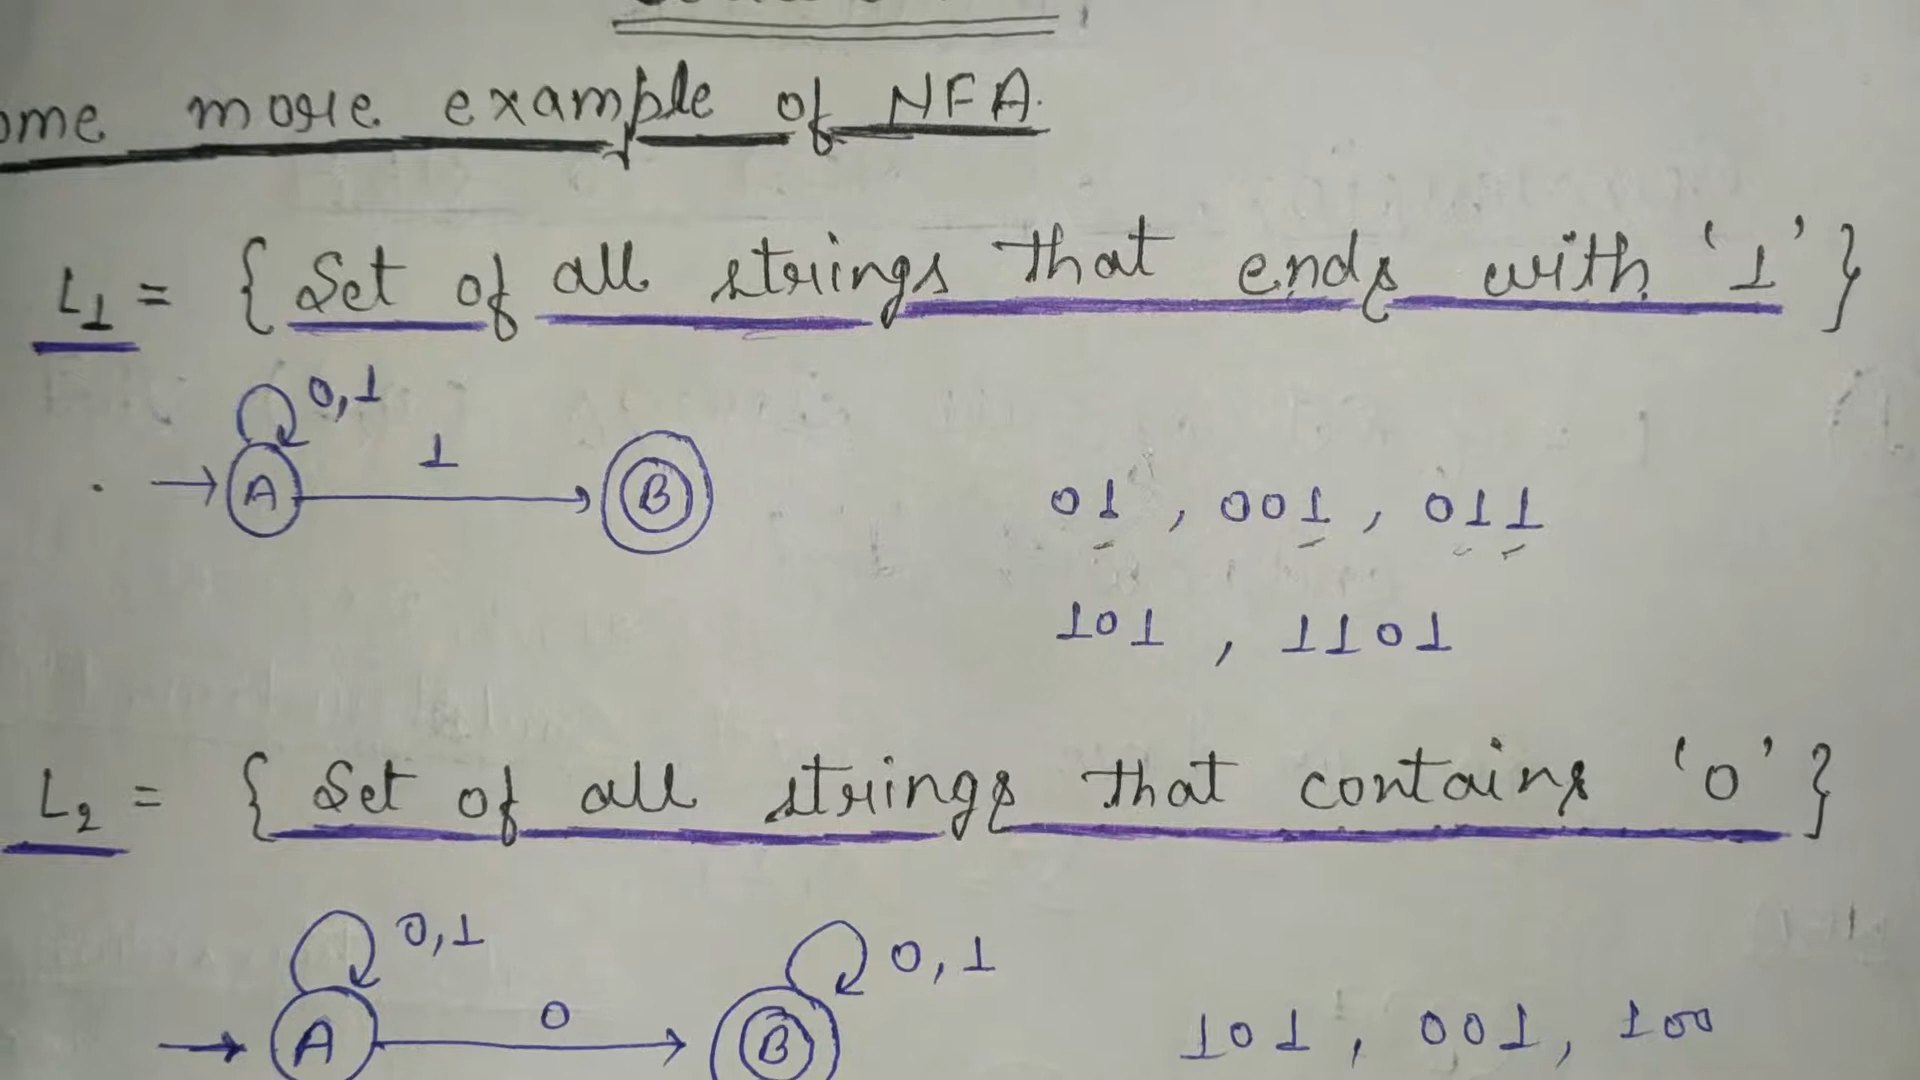 more example of NFA.
L1 = { Set of all strings that ends with '1' }
0,1
1
A
B
01 , 001 , 011
101 , 1101
L2 = { Set of all strings that contains '0' }
0,1
0,1
0
A
B
101 , 001 , 100